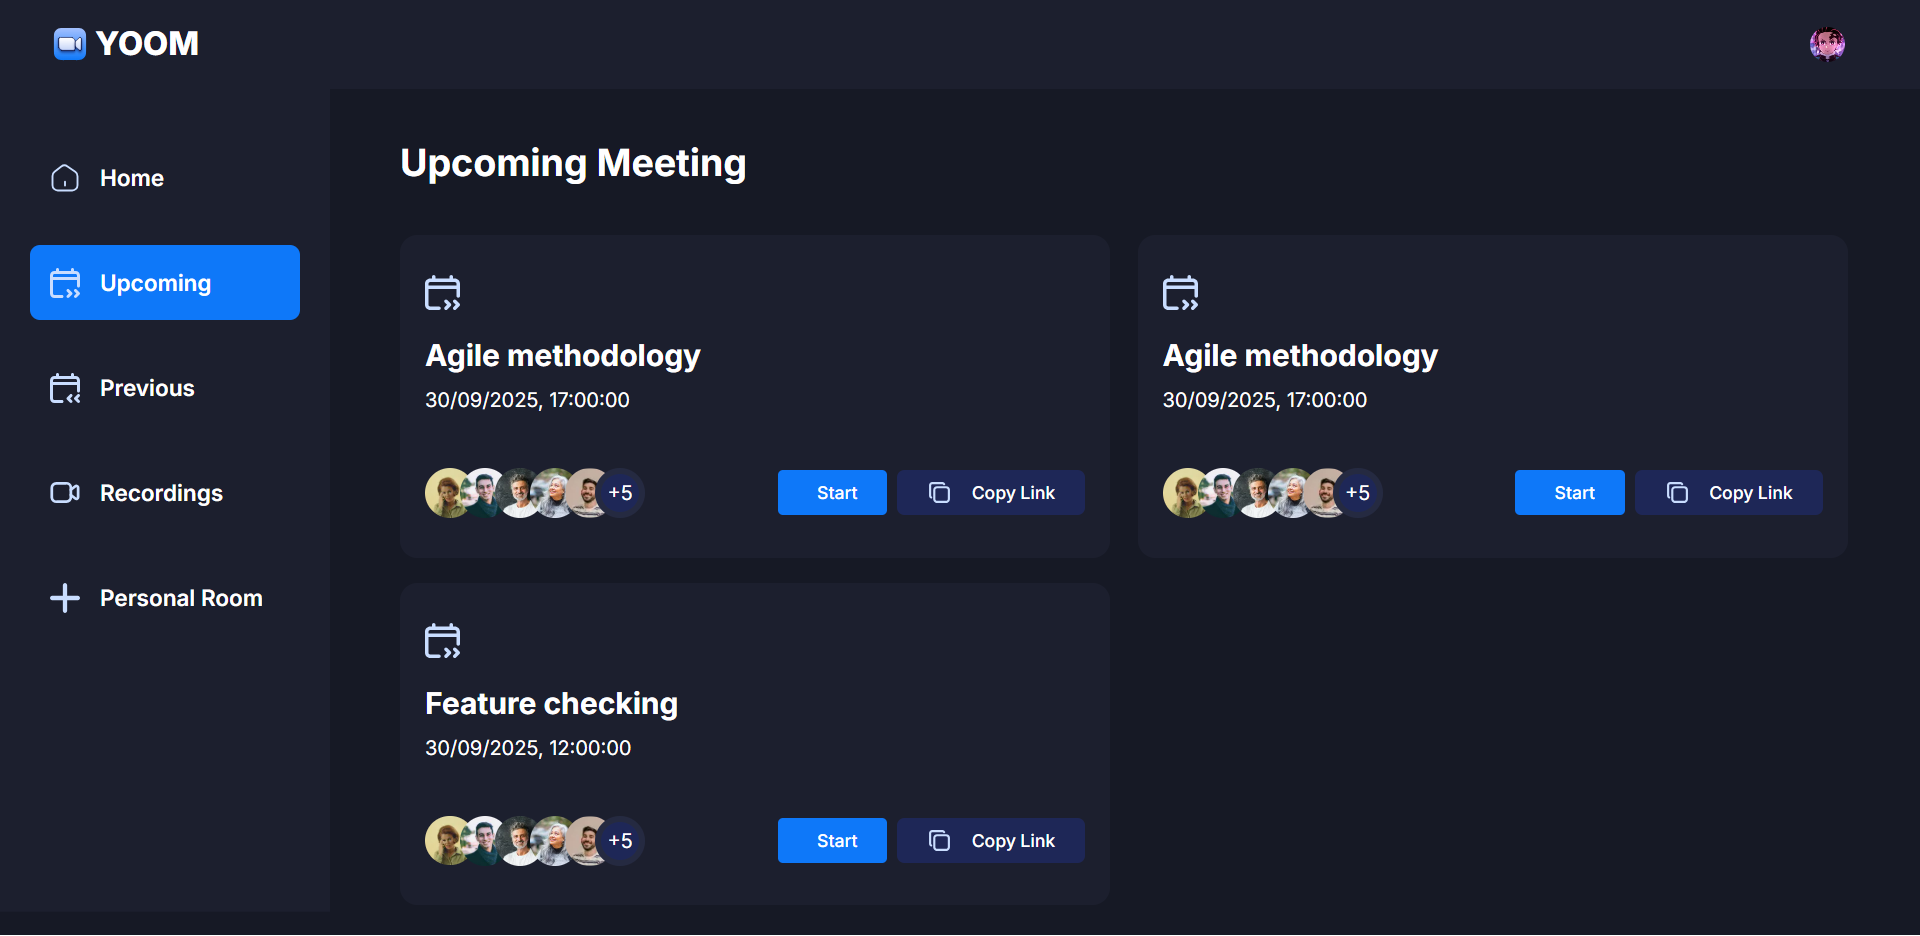 YOOM
Home
Upcoming
Previous
Recordings
Personal Room
Upcoming Meeting
Agile methodology
30/09/2025, 17:00:00
+5
Start
Copy Link
Agile methodology
30/09/2025, 17:00:00
+5
Start
Copy Link
Feature checking
30/09/2025, 12:00:00
+5
Start
Copy Link